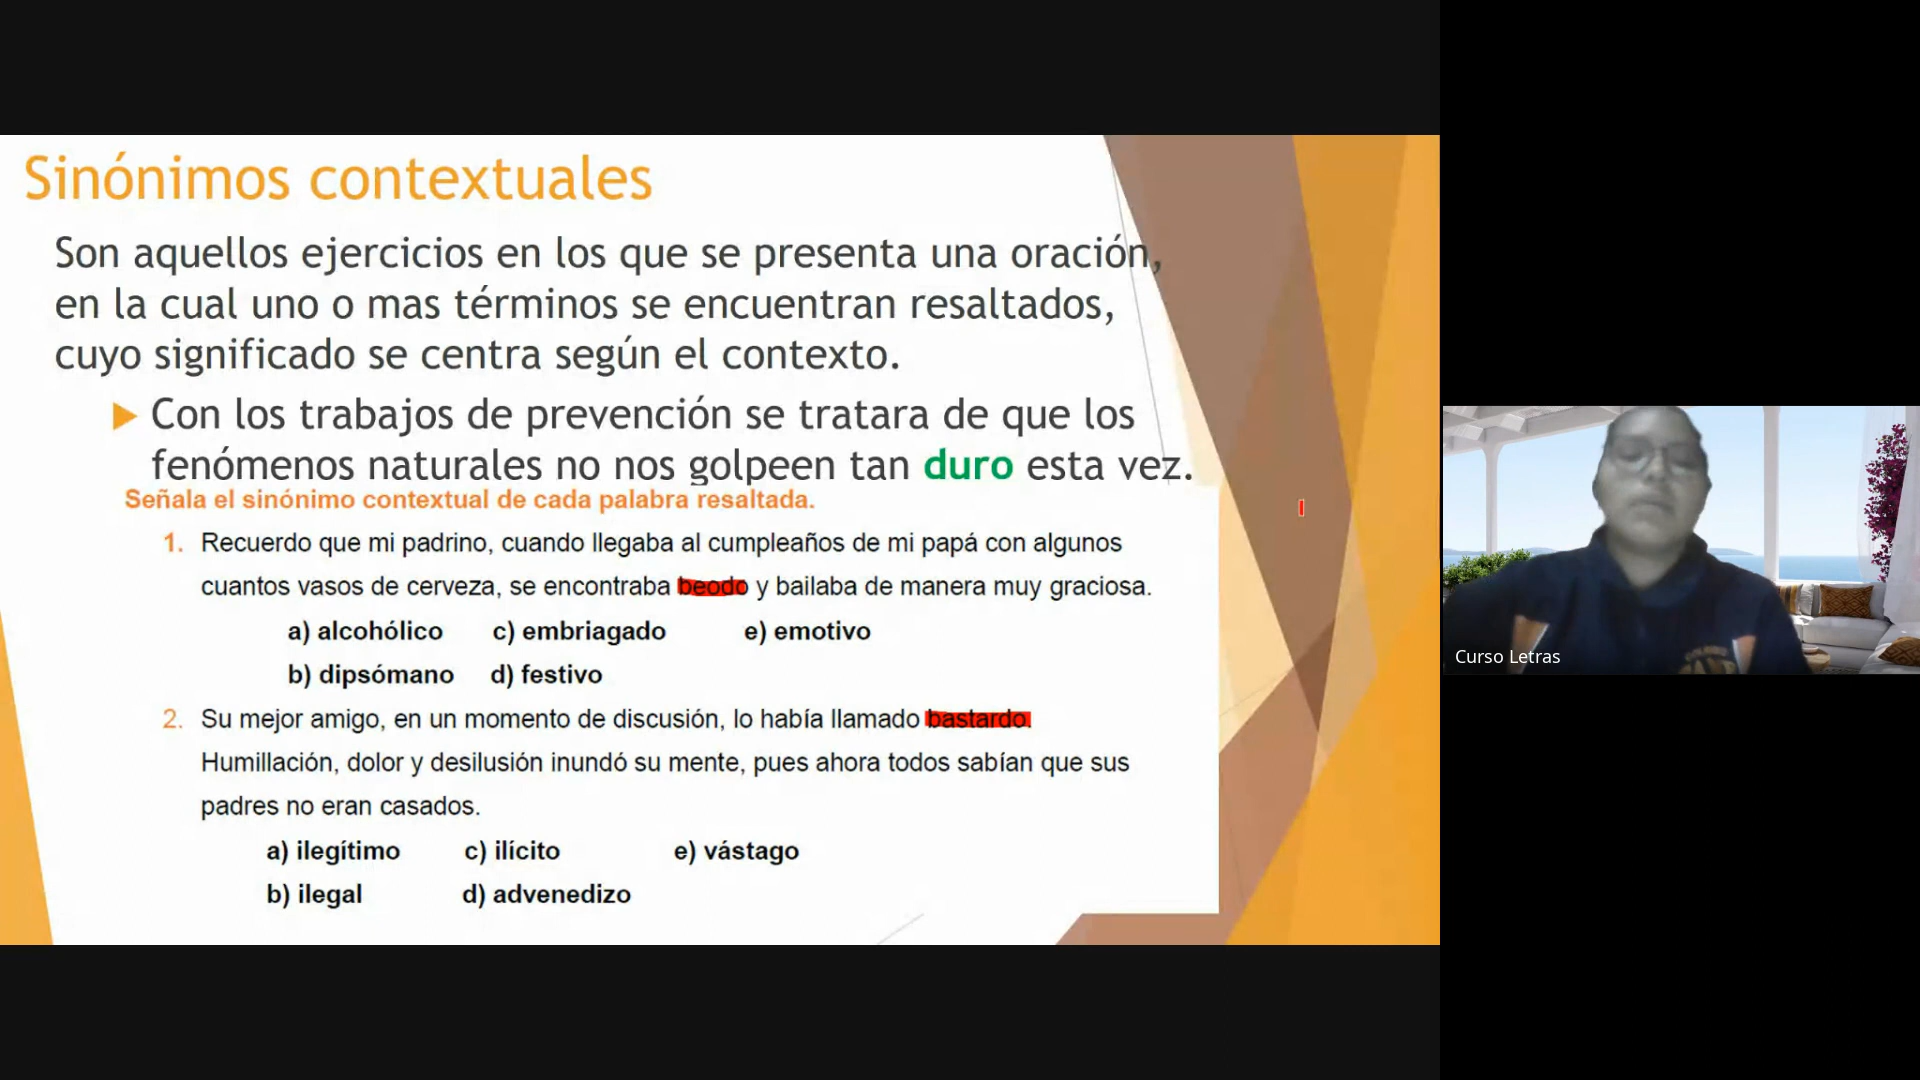 Sinónimos contextuales
Son aquellos ejercicios en los que se presenta una oración,
en la cual uno o mas términos se encuentran resaltados,
cuyo significado se centra según el contexto.
Con los trabajos de prevención se tratara de que los
fenómenos naturales no nos golpeen tan duro esta vez.
Señala el sinónimo contextual de cada palabra resaltada.
1. Recuerdo que mi padrino, cuando llegaba al cumpleaños de mi papá con algunos
cuantos vasos de cerveza, se encontraba beodo y bailaba de manera muy graciosa.
a) alcohólico c) embriagado e) emotivo
b) dipsómano d) festivo
2. Su mejor amigo, en un momento de discusión, lo había llamado bastardo.
Humillación, dolor y desilusión inundó su mente, pues ahora todos sabían que sus
padres no eran casados.
a) ilegítimo c) ilícito e) vástago
b) ilegal d) advenedizo
Curso Letras